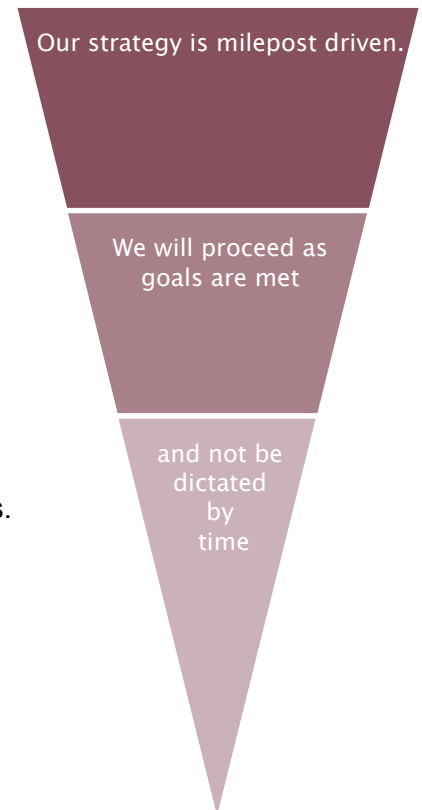 Our strategy is milepost driven.
We will proceed as
goals are met
and not be
dictated
s.
by
time